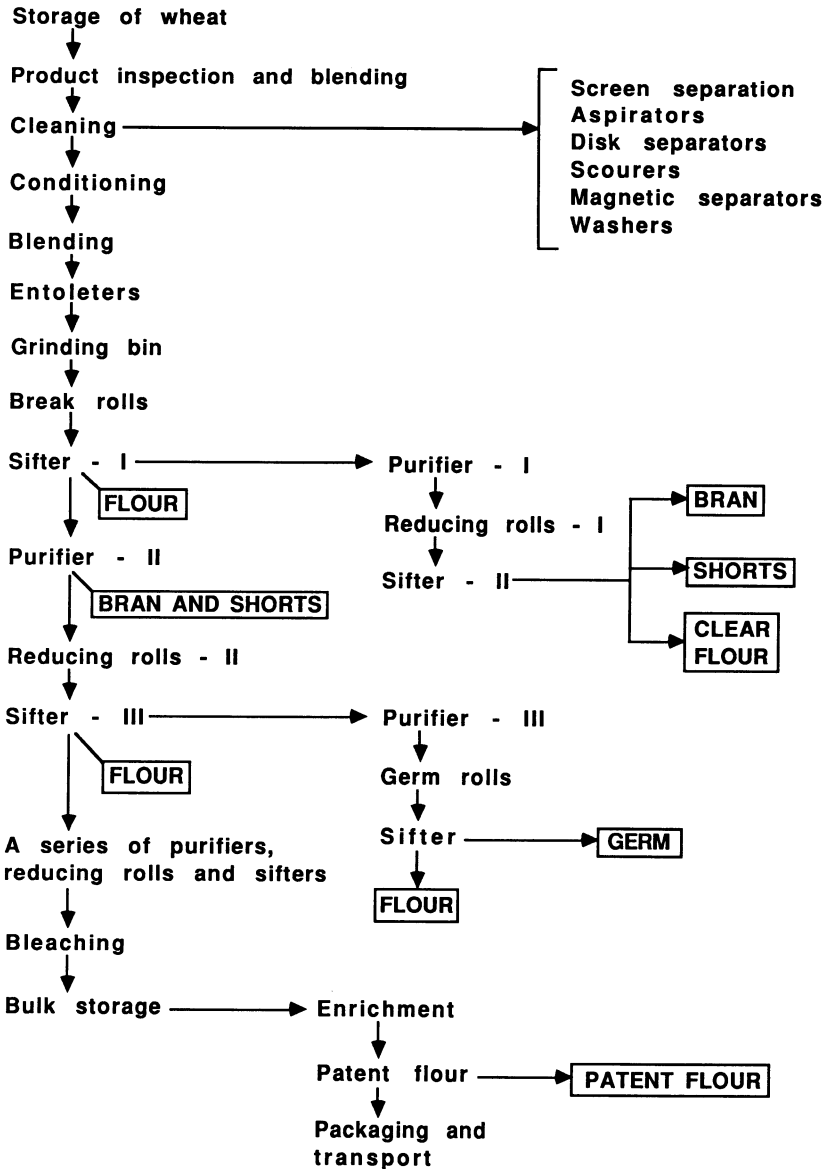 Storage of wheat
Product inspection and blending
Cleaning
Screen separation
Aspirators
Disk separators
Scourers
Magnetic separators
Washers
Conditioning
Blending
Entoleters
Grinding bin
Break rolls
Sifter - I
FLOUR
Purifier - I
Reducing rolls - I
Sifter - II
BRAN
SHORTS
CLEAR
FLOUR
Purifier - II
BRAN AND SHORTS
Reducing rolls - II
Sifter - III
FLOUR
Purifier - III
Germ rolls
Sifter
GERM
FLOUR
A series of purifiers,
reducing rolls and sifters
Bleaching
Bulk storage
Enrichment
Patent flour
PATENT FLOUR
Packaging and
transport